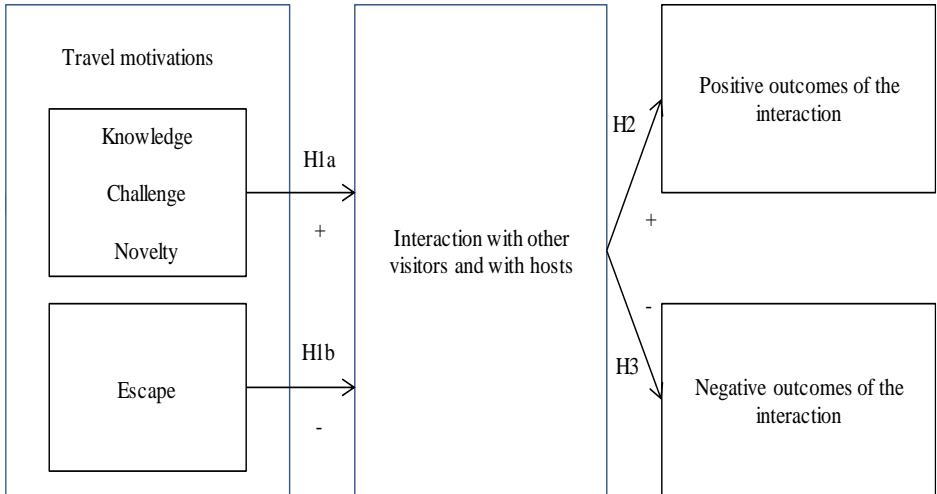 Travel motivations
Knowledge
Challenge
Novelty
H1a
+
Escape
H1b
-
Interaction with other
visitors and with hosts
H2
+
-
H3
Positive outcomes of the
interaction
Negative outcomes of the
interaction